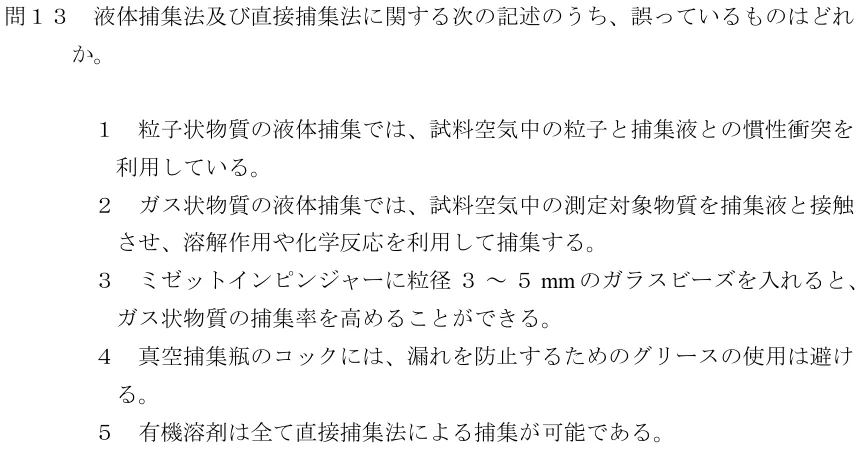 問１３　液体捕集法及び直接捕集法に関する次の記述のうち、誤っているものはどれ
か。
１　粒子状物質の液体捕集では、試料空気中の粒子と捕集液との慣性衝突を
利用している。
２　ガス状物質の液体捕集では、試料空気中の測定対象物質を捕集液と接触
させ、溶解作用や化学反応を利用して捕集する。
３　ミゼットインピンジャーに粒径 ３ ～ ５ mm のガラスビーズを入れると、
ガス状物質の捕集率を高めることができる。
４　真空捕集瓶のコックには、漏れを防止するためのグリースの使用は避け
る。
５　有機溶剤は全て直接捕集法による捕集が可能である。